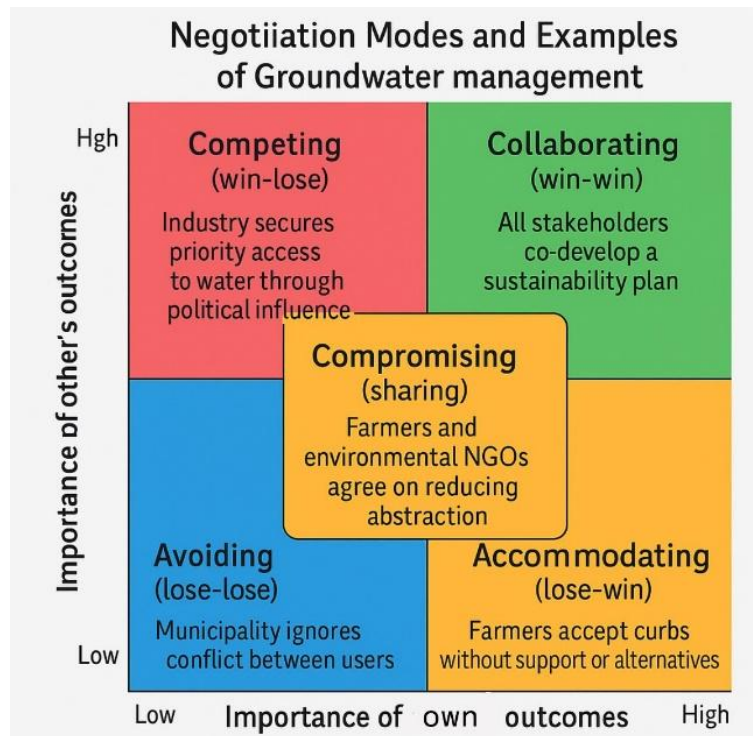 Negotiiation Modes and Examples
of Groundwater management
Hgh
Importance of other's outcomes
Low
Competing
(win-lose)
Industry secures
priority access
to water through
political influence
Collaborating
(win-win)
All stakeholders
co-develop a
sustainability plan
Compromising
(sharing)
Farmers and
environmental NGOs
agree on reducing
abstraction
Avoiding
(lose-lose)
Municipality ignores
conflict between users
Accommodating
(lose-win)
Farmers accept curbs
without support or alternatives
Low
Importance of own outcomes
High